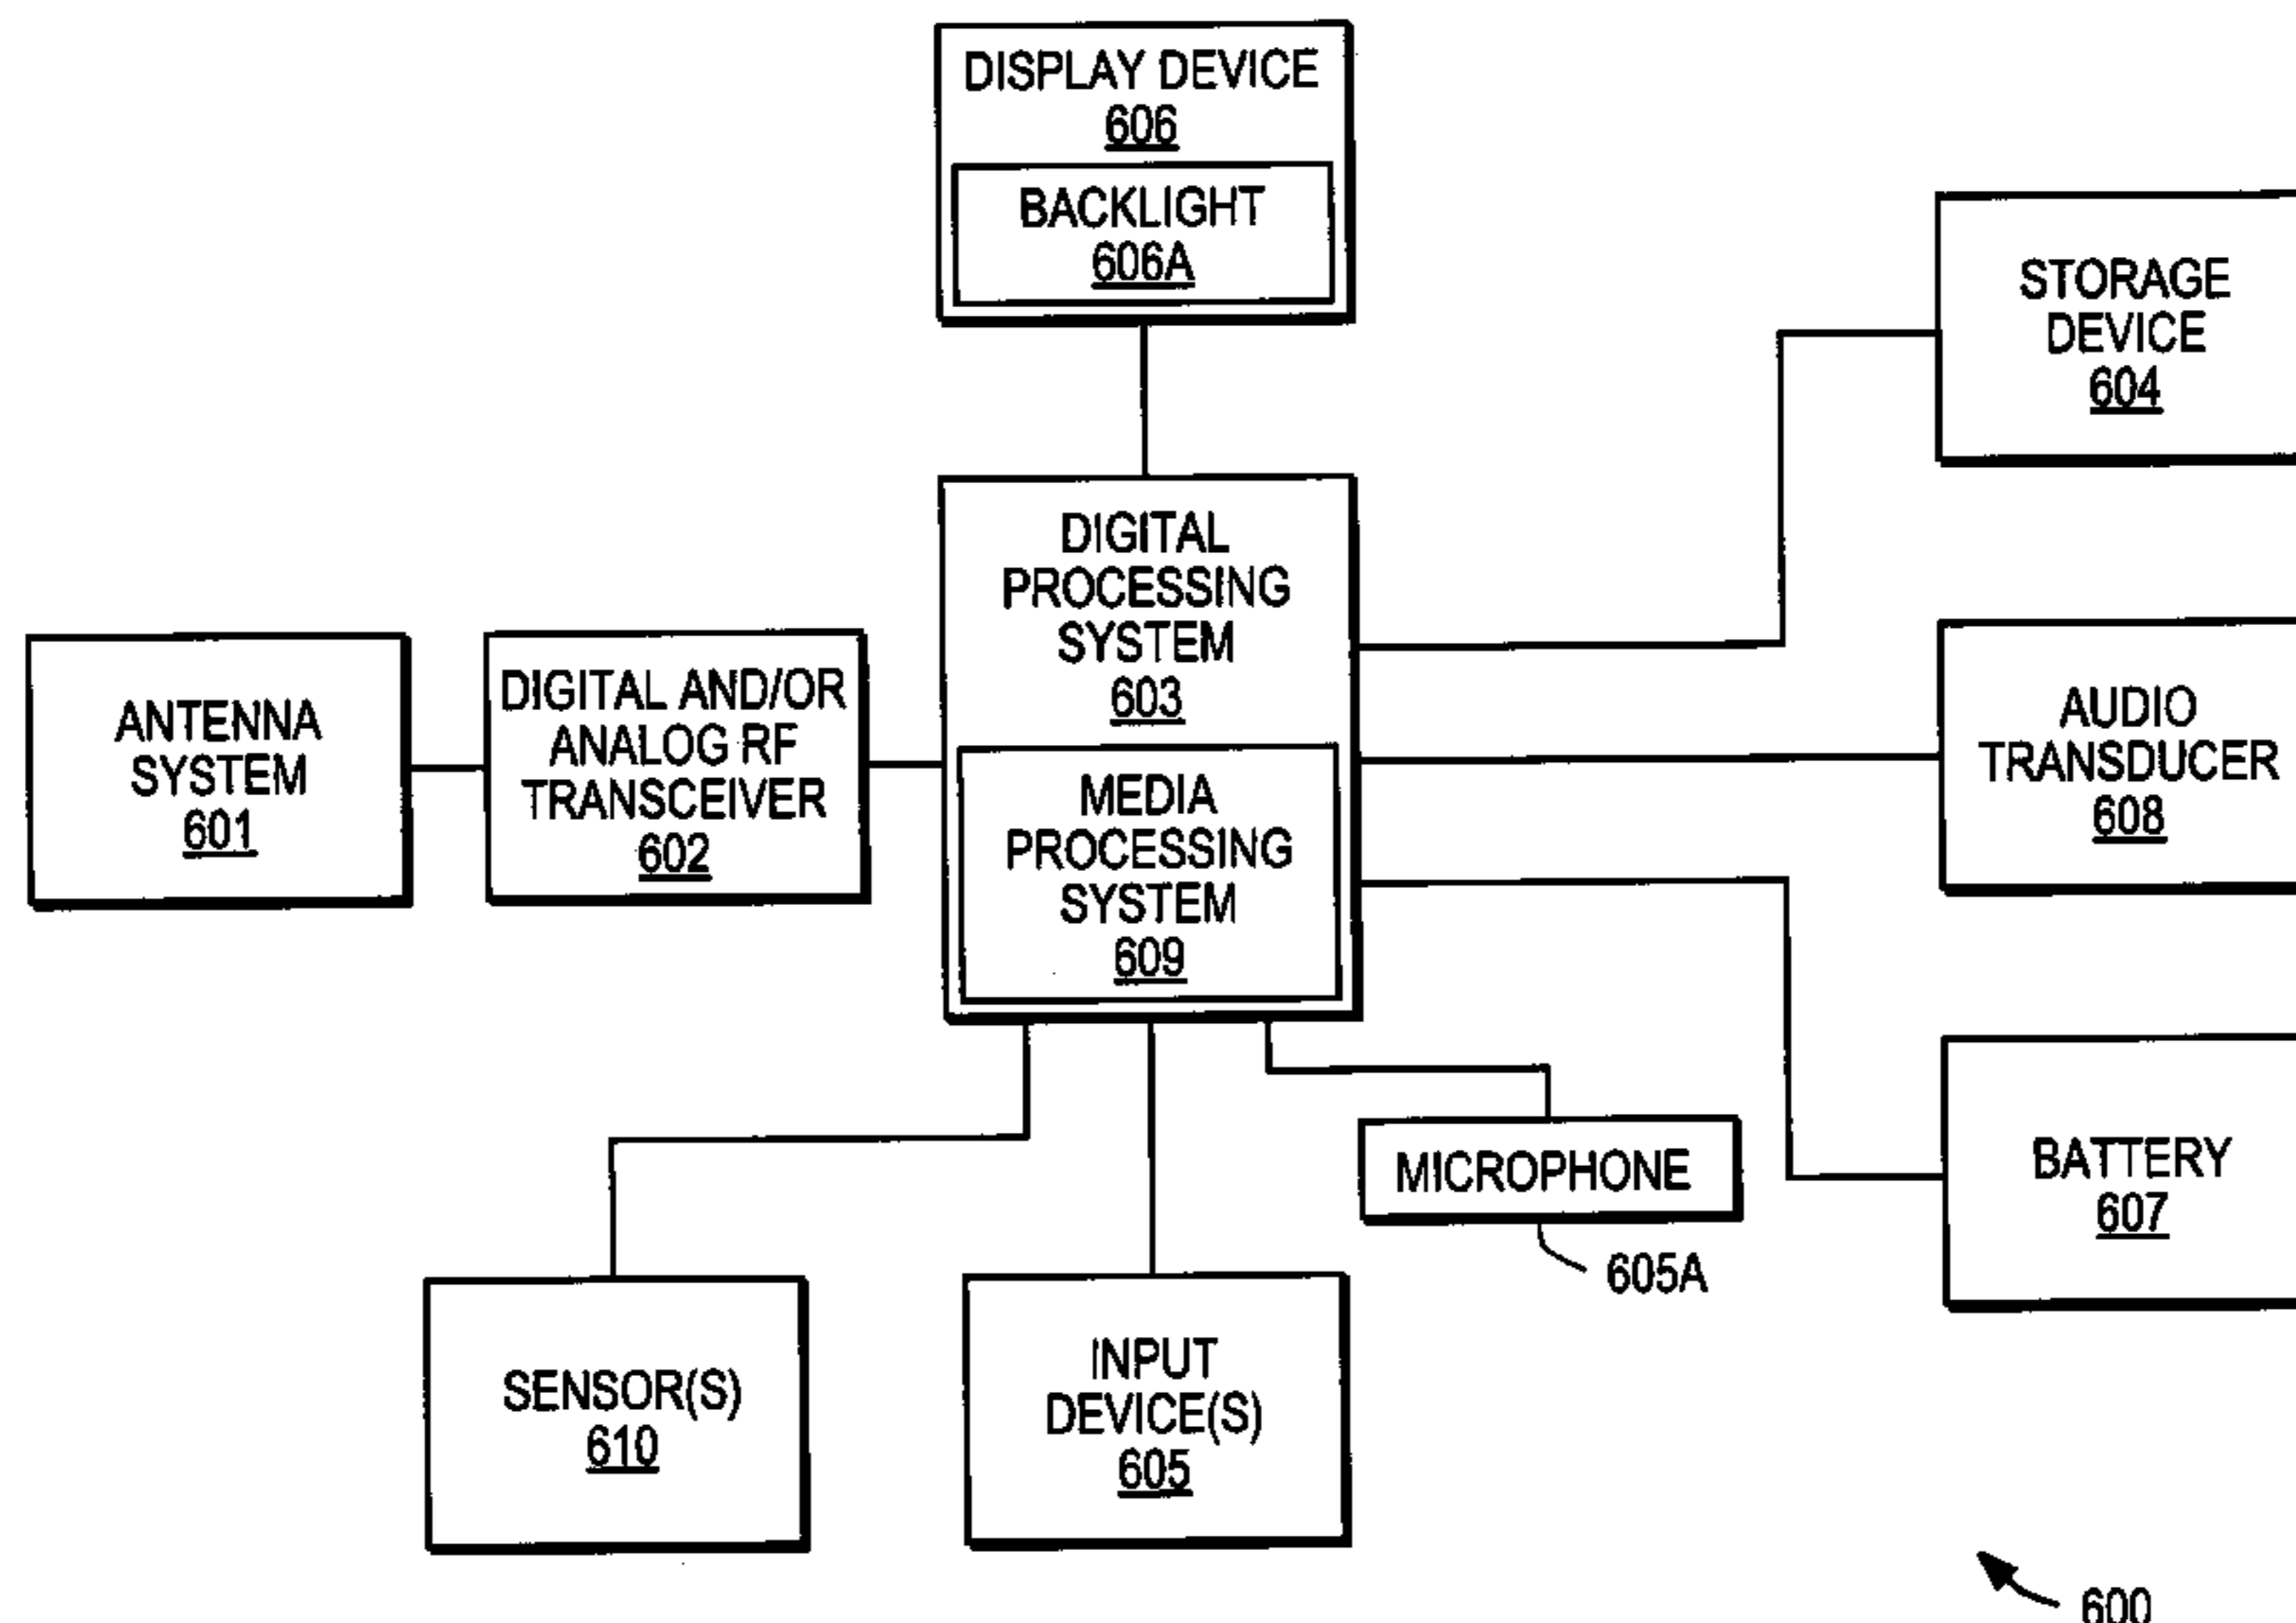 DISPLAY DEVICE
606
BACKLIGHT
606A
STORAGE
DEVICE
604
DIGITAL
PROCESSING
SYSTEM
603
MEDIA
PROCESSING
SYSTEM
609
ANTENNA
SYSTEM
601
DIGITAL AND/OR
ANALOG RF
TRANSCEIVER
602
AUDIO
TRANSDUCER
608
MICROPHONE
605A
BATTERY
607
SENSOR(S)
610
INPUT
DEVICE(S)
605
600